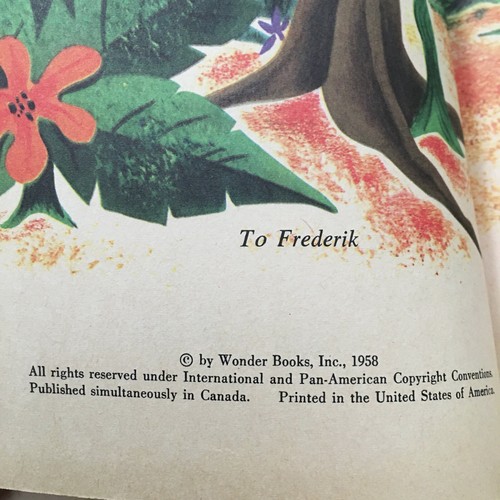 To Frederik
© by Wonder Books, Inc., 1958
All rights reserved under International and Pan-American Copyright Conventions.
Published simultaneously in Canada. Printed in the United States of America.